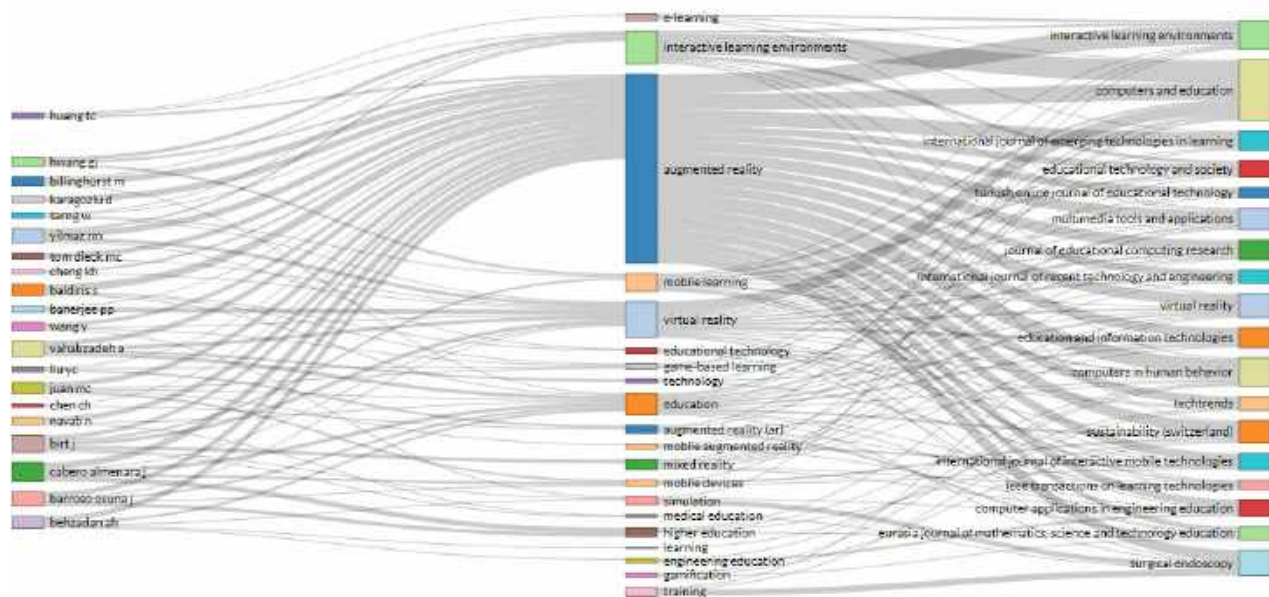 huang tc
hwang gj
billinghurst m
karagozlu d
tarng w
yilmaz rm
tom dieck mc
cheng kh
baldiris s
banerjee pp
wang y
vahabzadeh a
liu yc
juan mc
chen ch
navab n
birt j
cabero-almenara j
barroso-osuna j
behzadan ah
e-learning
interactive learning environments
augmented reality
mobile learning
virtual reality
educational technology
game-based learning
technology
education
augmented reality (ar)
mobile augmented reality
mixed reality
mobile devices
simulation
medical education
higher education
learning
engineering education
gamification
training
interactive learning environments
computers and education
international journal of emerging technologies in learning
educational technology and society
turkish online journal of educational technology
multimedia tools and applications
journal of educational computing research
international journal of recent technology and engineering
virtual reality
education and information technologies
computers in human behavior
techtrends
sustainability (switzerland)
international journal of interactive mobile technologies
ieee transactions on learning technologies
computer applications in engineering education
eurasia journal of mathematics, science and technology education
surgical endoscopy